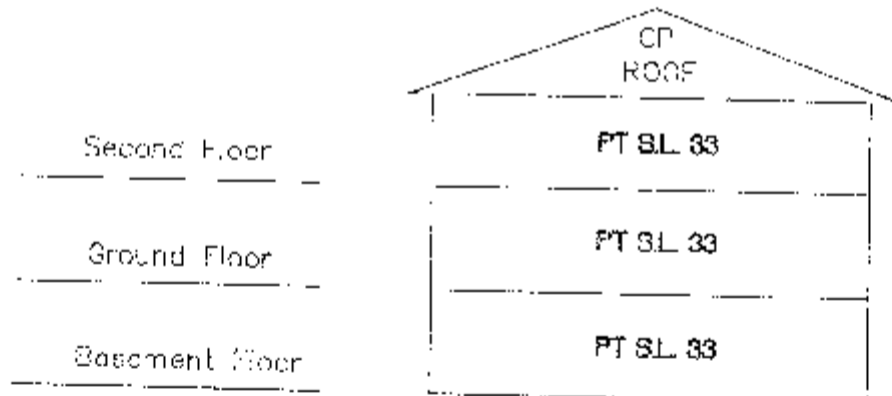 CP
ROOF
Second Floor
PT S.L. 33
Ground Floor
PT S.L. 33
Basement Floor
PT S.L. 33